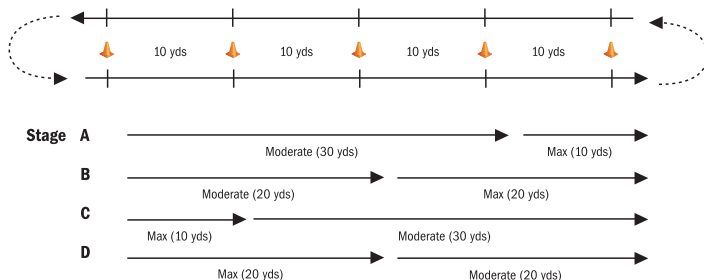 10 yds 10 yds 10 yds 10 yds
Stage A
Moderate (30 yds) Max (10 yds)
B
Moderate (20 yds) Max (20 yds)
C
Max (10 yds) Moderate (30 yds)
D
Max (20 yds) Moderate (20 yds)